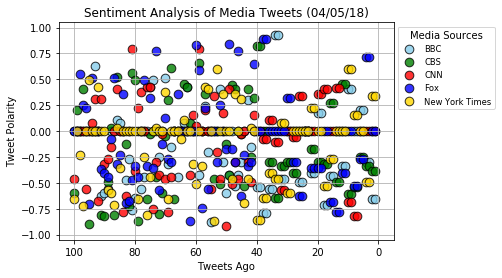 Sentiment Analysis of Media Tweets (04/05/18)
Tweet Polarity
1.00
0.75
0.50
0.25
0.00
−0.25
−0.50
−0.75
−1.00
100
80
60
40
20
0
Tweets Ago
Media Sources
BBC
CBS
CNN
Fox
New York Times